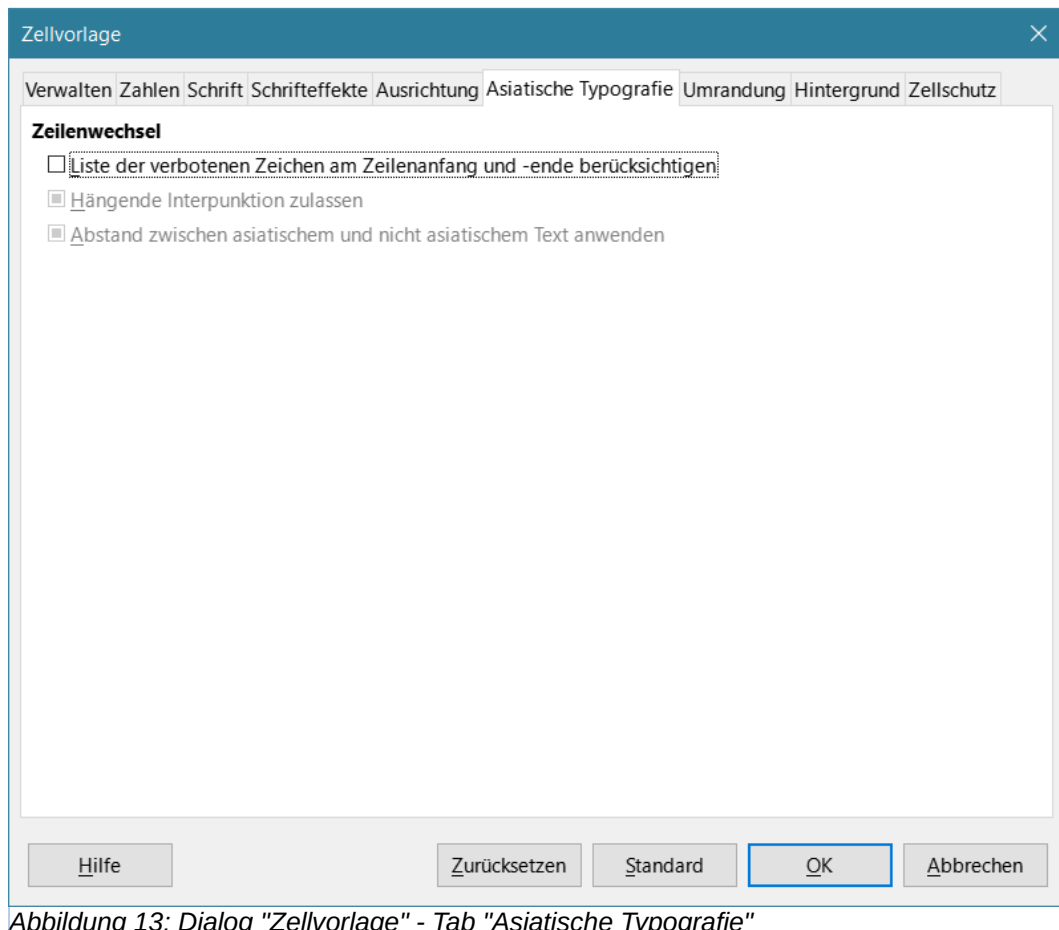 Zellvorlage
Verwalten Zahlen Schrift Schrifteffekte Ausrichtung Asiatische Typografie Umrandung Hintergrund Zellschutz
Zeilenwechsel
Liste der verbotenen Zeichen am Zeilenanfang und -ende berücksichtigen
Hängende Interpunktion zulassen
Abstand zwischen asiatischem und nicht asiatischem Text anwenden
Hilfe Zurücksetzen Standard OK Abbrechen
Abbildung 13: Dialog "Zellvorlage" - Tab "Asiatische Typografie"